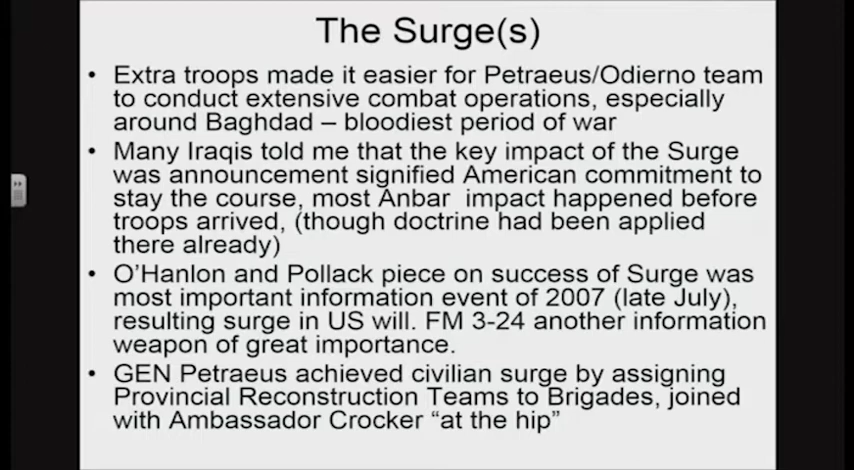 The Surge(s)
• Extra troops made it easier for Petraeus/Odierno team
to conduct extensive combat operations, especially
around Baghdad – bloodiest period of war
• Many Iraqis told me that the key impact of the Surge
was announcement signified American commitment to
stay the course, most Anbar impact happened before
troops arrived, (though doctrine had been applied
there already)
• O'Hanlon and Pollack piece on success of Surge was
most important information event of 2007 (late July),
resulting surge in US will. FM 3-24 another information
weapon of great importance.
• GEN Petraeus achieved civilian surge by assigning
Provincial Reconstruction Teams to Brigades, joined
with Ambassador Crocker “at the hip”